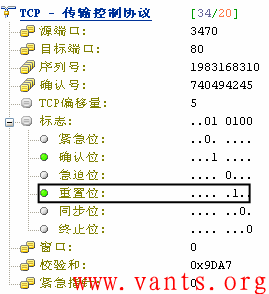 TCP - 传输控制协议 [34/20]
源端口: 3470
目标端口: 80
序列号: 1983168310
确认号: 740494245
TCP偏移量: 5
标志: ..01 0100
紧急位: ..0. ....
确认位: ...1 ....
急迫位: .... 0...
重置位: .... .1..
同步位: .... ..0.
终止位: .... ...0
窗口: 0
校验和: 0x9DA7
紧急指针: 0
www.vants.org